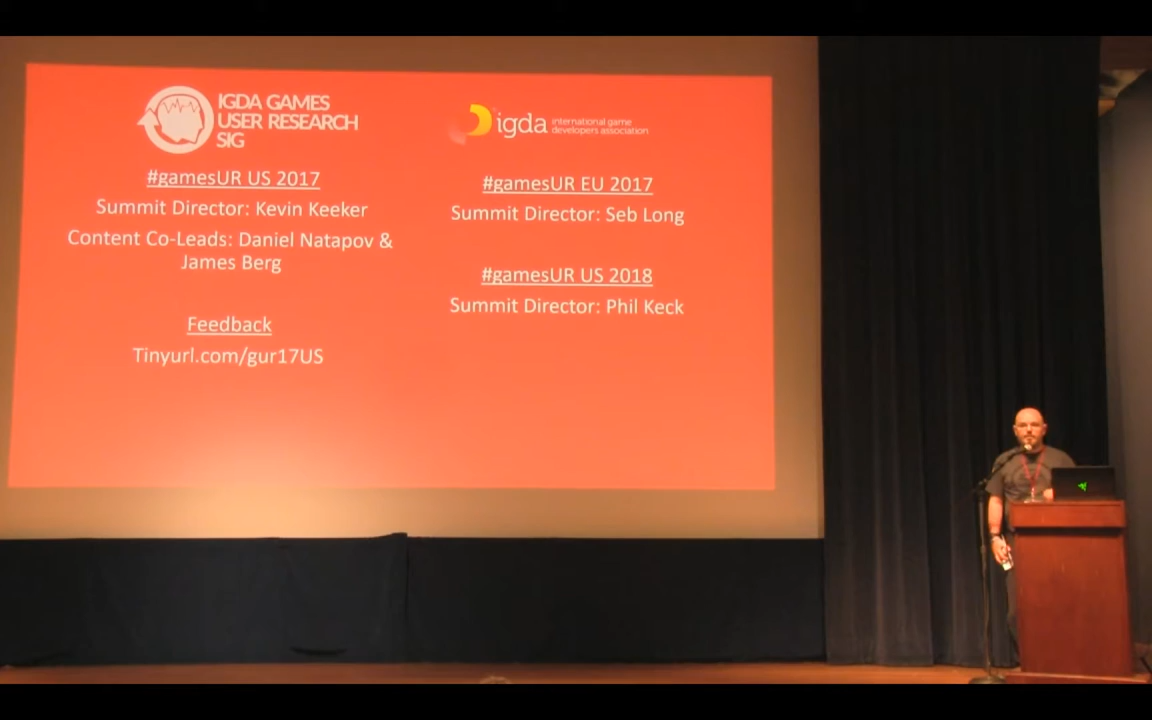 IGDA GAMES
USER RESEARCH
SIG
#gamesUR US 2017
Summit Director: Kevin Keeker
Content Co-Leads: Daniel Natapov &
James Berg
Feedback
Tinyurl.com/gur17US
igda
international game
developers association
#gamesUR EU 2017
Summit Director: Seb Long
#gamesUR US 2018
Summit Director: Phil Keck